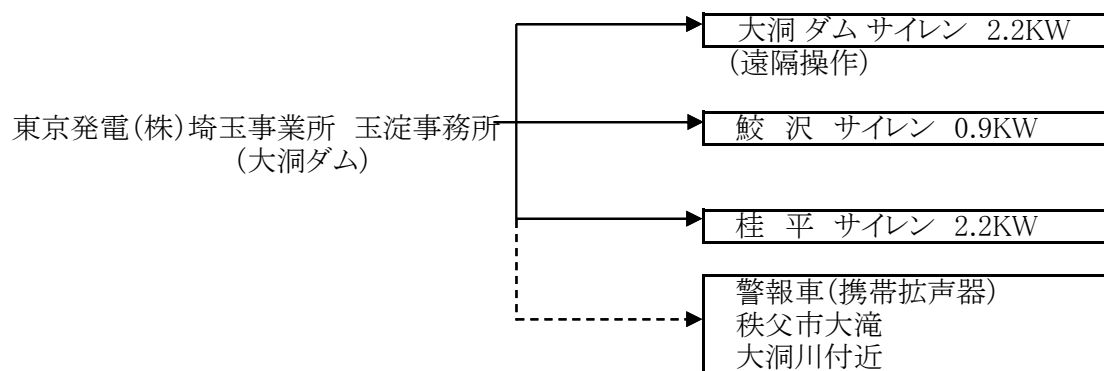 大洞 ダム サイレン 2.2KW
(遠隔操作)
東京発電(株)埼玉事業所 玉淀事務所
(大洞ダム)
鮫 沢 サイレン 0.9KW
桂 平 サイレン 2.2KW
警報車(携帯拡声器)
秩父市大滝
大洞川付近